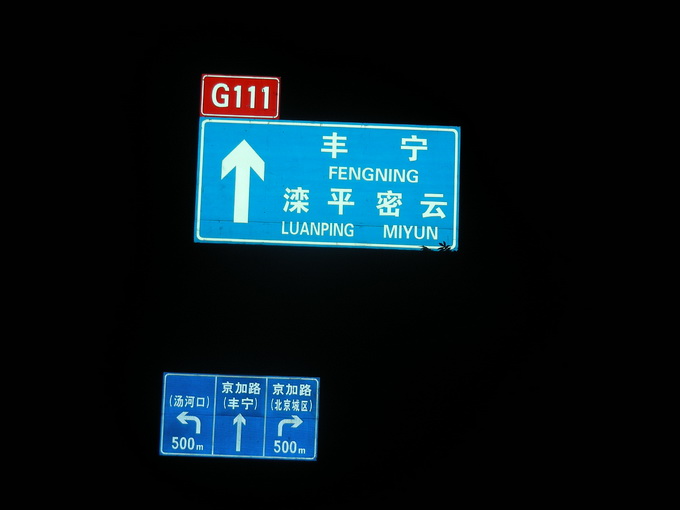 G111
丰宁
FENGNING
滦平 密云
LUANPING MIYUN
(汤河口)
500m
京加路
(丰宁)
京加路
(北京城区)
500m